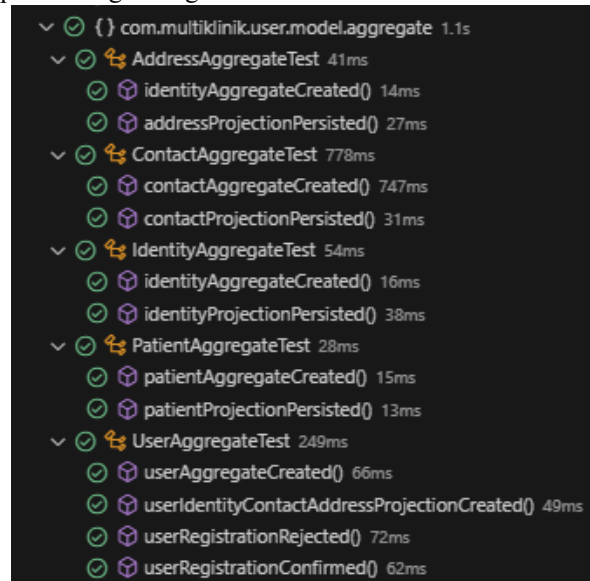 { } com.multiklinik.user.model.aggregate 1.1s
AddressAggregateTest 41ms
identityAggregateCreated() 14ms
addressProjectionPersisted() 27ms
ContactAggregateTest 778ms
contactAggregateCreated() 747ms
contactProjectionPersisted() 31ms
IdentityAggregateTest 54ms
identityAggregateCreated() 16ms
identityProjectionPersisted() 38ms
PatientAggregateTest 28ms
patientAggregateCreated() 15ms
patientProjectionPersisted() 13ms
UserAggregateTest 249ms
userAggregateCreated() 66ms
userIdentityContactAddressProjectionCreated() 49ms
userRegistrationRejected() 72ms
userRegistrationConfirmed() 62ms